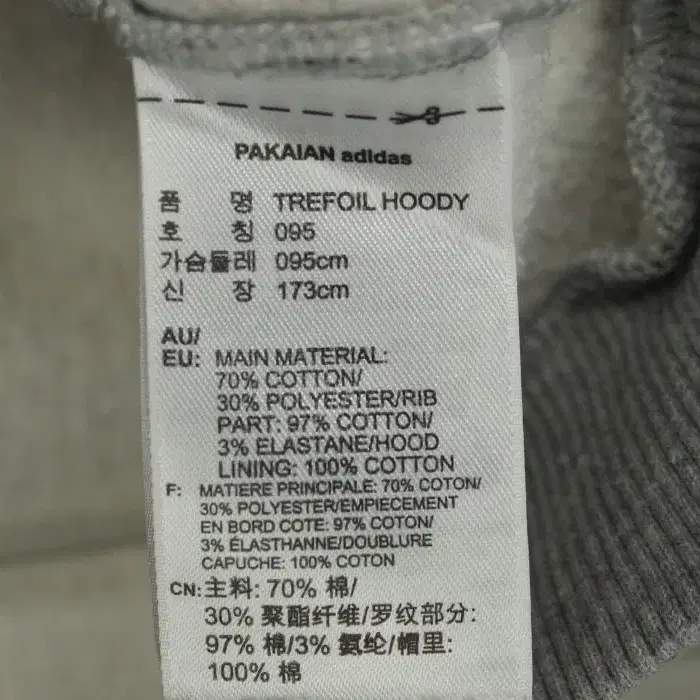 PAKAIAN adidas
품 명 TREFOIL HOODY
호 칭 095
가슴둘레 095cm
신 장 173cm
AU/
EU: MAIN MATERIAL:
70% COTTON/
30% POLYESTER/RIB
PART: 97% COTTON/
3% ELASTANE/HOOD
LINING: 100% COTTON
F: MATIERE PRINCIPALE: 70% COTON/
30% POLYESTER/EMPIECEMENT
EN BORD COTE: 97% COTON/
3% ÉLASTHANNE/DOUBLURE
CAPUCHE: 100% COTON
CN: 主料: 70% 棉/
30% 聚酯纤维/罗纹部分:
97% 棉/3% 氨纶/帽里:
100% 棉